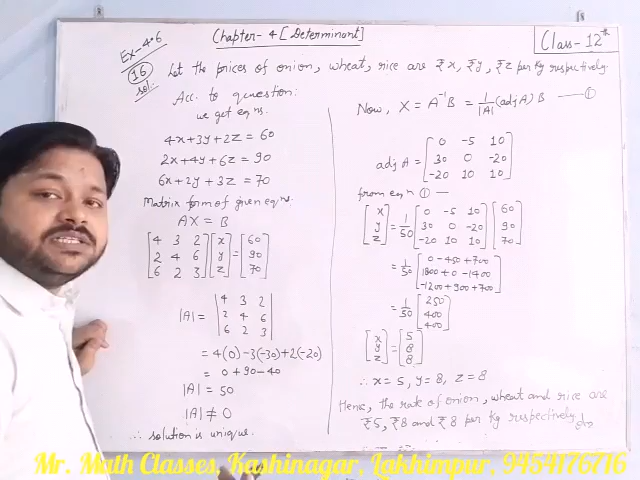 Chapter-4 [Determinant]
Class-12th
Ex-4.6
16
Sol:
Let the prices of onion, wheat, rice are ₹x, ₹y, ₹z per kg respectively.
Acc. to question:
we get eqns.
4x+3y+2z = 60
2x+4y+6z = 90
6x+2y+3z = 70
Matrix form of given eqns.
AX = B
[4 3 2] [x] = [60]
[2 4 6] [y] [90]
[6 2 3] [z] [70]
|A| = |4 3 2|
|2 4 6|
|6 2 3|
= 4(0) -3(-30)+2(-20)
= 0+90-40
|A| = 50
|A| ≠ 0
∴ solution is unique.
Now, X = A⁻¹B = 1/|A| (adj A) B —— ①
adj A = [0 -5 10]
[30 0 -20]
[-20 10 10]
from eqn ① —
[x] = 1/50 [0 -5 10] [60]
[y] [30 0 -20] [90]
[z] [-20 10 10] [70]
= 1/50 [0 -450 +700]
[1800+0 -1400]
[-1200+900+700]
= 1/50 [250]
[400]
[400]
[x] = [5]
[y] [8]
[z] [8]
∴ x=5, y=8, z=8
Hence, the rate of onion, wheat and rice are
₹5, ₹8 and ₹8 per kg respectively.
Mr. Math Classes, Kashinagar, Lakhimpur, 9454176716